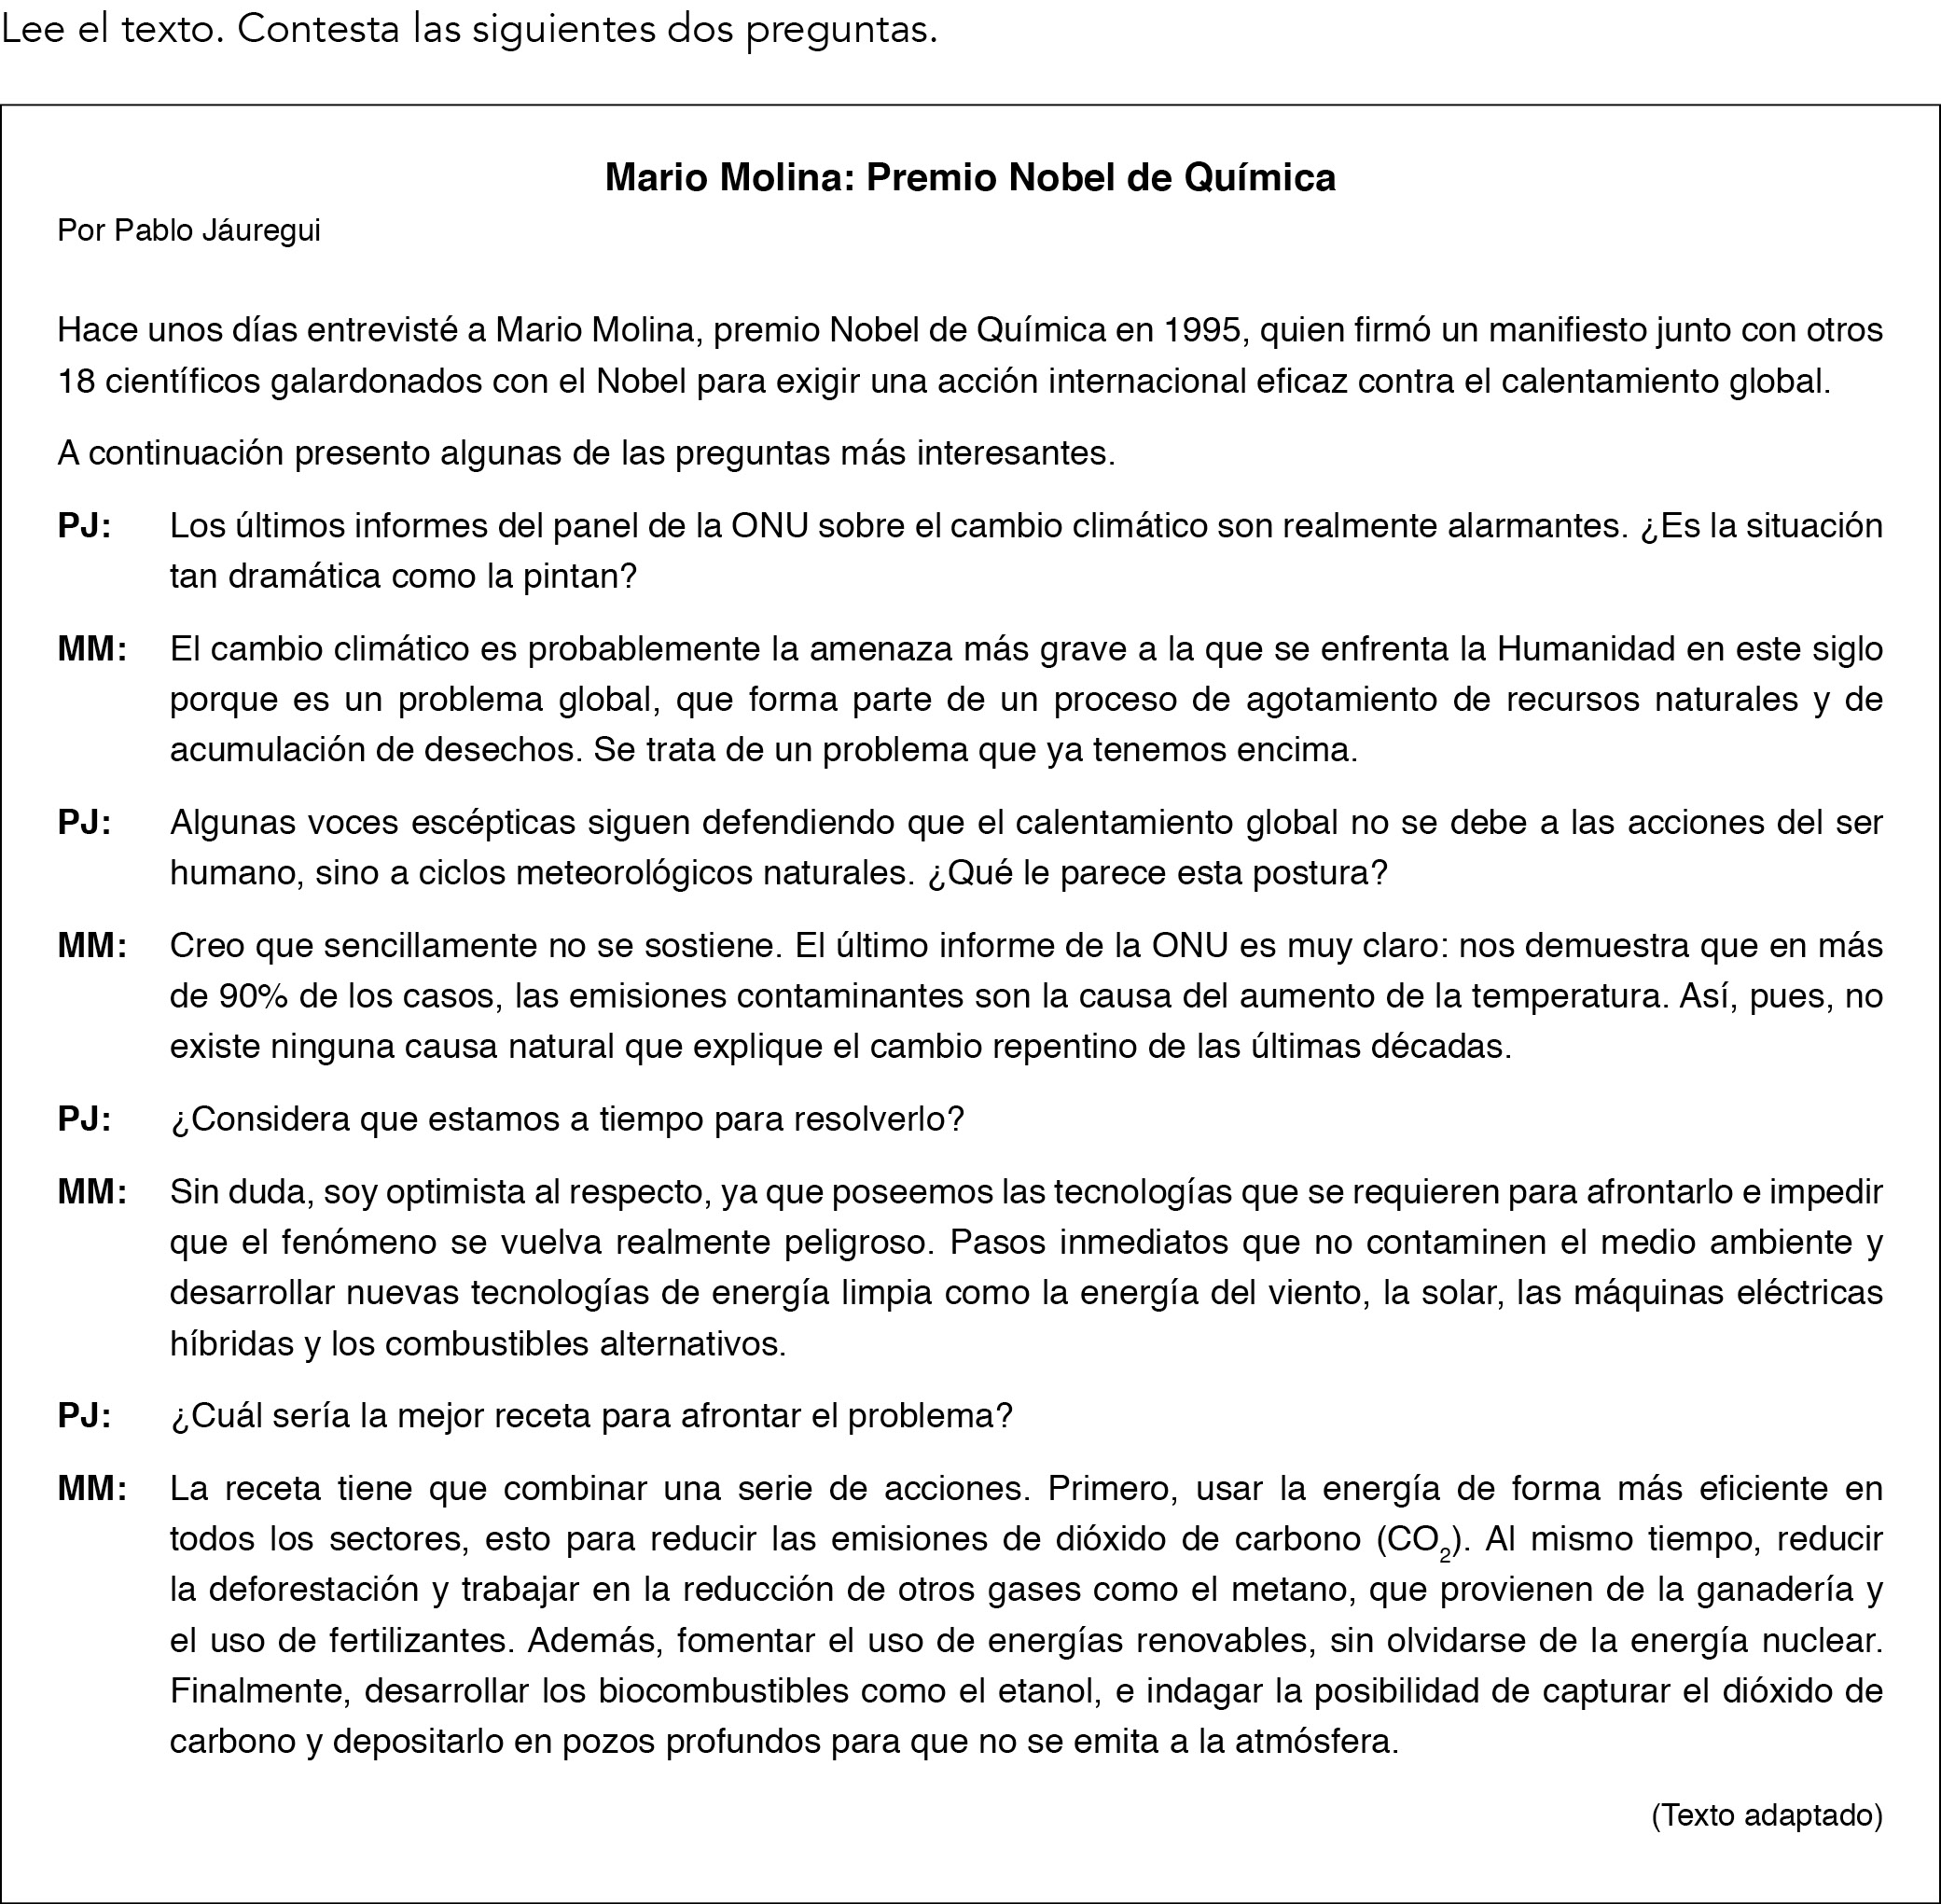 Lee el texto. Contesta las siguientes dos preguntas.
Mario Molina: Premio Nobel de Química
Por Pablo Jáuregui
Hace unos días entrevisté a Mario Molina, premio Nobel de Química en 1995, quien firmó un manifiesto junto con otros
18 científicos galardonados con el Nobel para exigir una acción internacional eficaz contra el calentamiento global.
A continuación presento algunas de las preguntas más interesantes.
PJ: Los últimos informes del panel de la ONU sobre el cambio climático son realmente alarmantes. ¿Es la situación
tan dramática como la pintan?
MM: El cambio climático es probablemente la amenaza más grave a la que se enfrenta la Humanidad en este siglo
porque es un problema global, que forma parte de un proceso de agotamiento de recursos naturales y de
acumulación de desechos. Se trata de un problema que ya tenemos encima.
PJ: Algunas voces escépticas siguen defendiendo que el calentamiento global no se debe a las acciones del ser
humano, sino a ciclos meteorológicos naturales. ¿Qué le parece esta postura?
MM: Creo que sencillamente no se sostiene. El último informe de la ONU es muy claro: nos demuestra que en más
de 90% de los casos, las emisiones contaminantes son la causa del aumento de la temperatura. Así, pues, no
existe ninguna causa natural que explique el cambio repentino de las últimas décadas.
PJ: ¿Considera que estamos a tiempo para resolverlo?
MM: Sin duda, soy optimista al respecto, ya que poseemos las tecnologías que se requieren para afrontarlo e impedir
que el fenómeno se vuelva realmente peligroso. Pasos inmediatos que no contaminen el medio ambiente y
desarrollar nuevas tecnologías de energía limpia como la energía del viento, la solar, las máquinas eléctricas
híbridas y los combustibles alternativos.
PJ: ¿Cuál sería la mejor receta para afrontar el problema?
MM: La receta tiene que combinar una serie de acciones. Primero, usar la energía de forma más eficiente en
todos los sectores, esto para reducir las emisiones de dióxido de carbono (CO₂). Al mismo tiempo, reducir
la deforestación y trabajar en la reducción de otros gases como el metano, que provienen de la ganadería y
el uso de fertilizantes. Además, fomentar el uso de energías renovables, sin olvidarse de la energía nuclear.
Finalmente, desarrollar los biocombustibles como el etanol, e indagar la posibilidad de capturar el dióxido de
carbono y depositarlo en pozos profundos para que no se emita a la atmósfera.
(Texto adaptado)